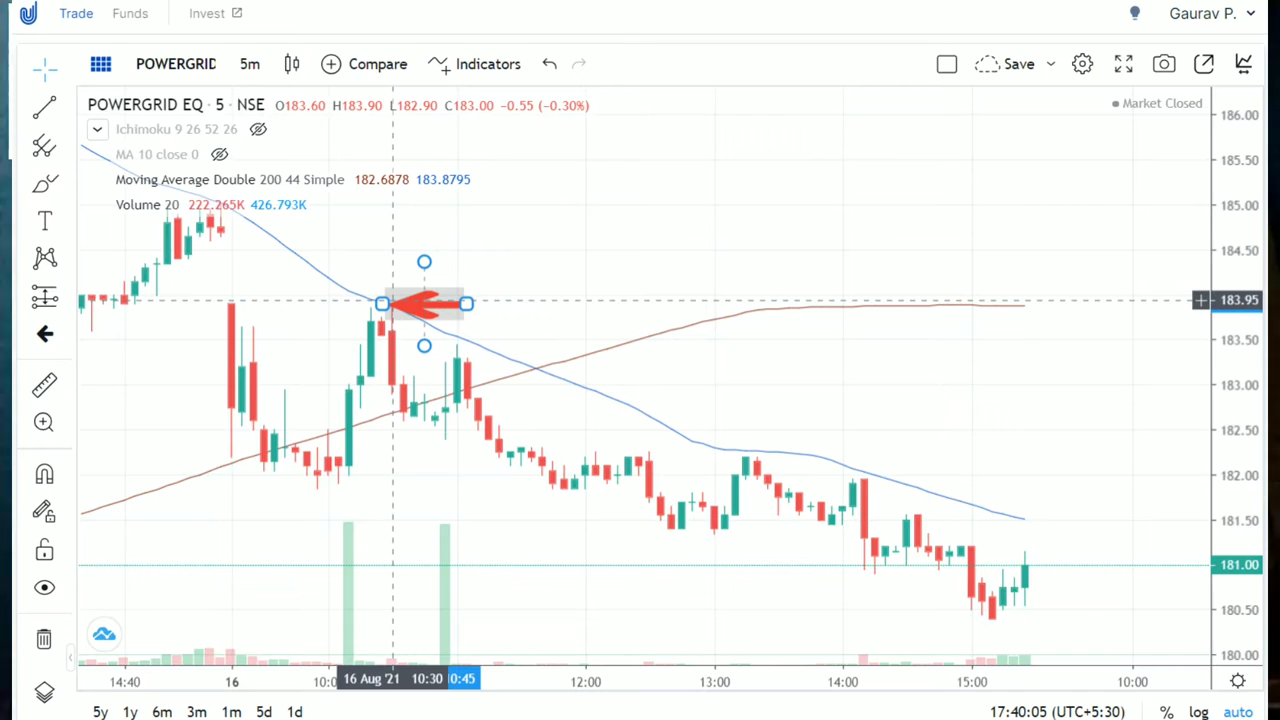 Trade Funds Invest Gaurav P.
POWERGRID 5m Compare Indicators Save
POWERGRID EQ · 5 · NSE O183.60 H183.90 L182.90 C183.00 −0.55 (−0.30%) Market Closed
Ichimoku 9 26 52 26
MA 10 close 0
Moving Average Double 200 44 Simple 182.6878 183.8795
Volume 20 222.265K 426.793K
186.00
185.50
185.00
184.50
183.95
183.50
183.00
182.50
182.00
181.50
181.00
180.50
180.00
14:40 16 10:0 16 Aug '21 10:30 0:45 12:00 13:00 14:00 15:00 10:00
5y 1y 6m 3m 1m 5d 1d 17:40:05 (UTC+5:30) % log auto